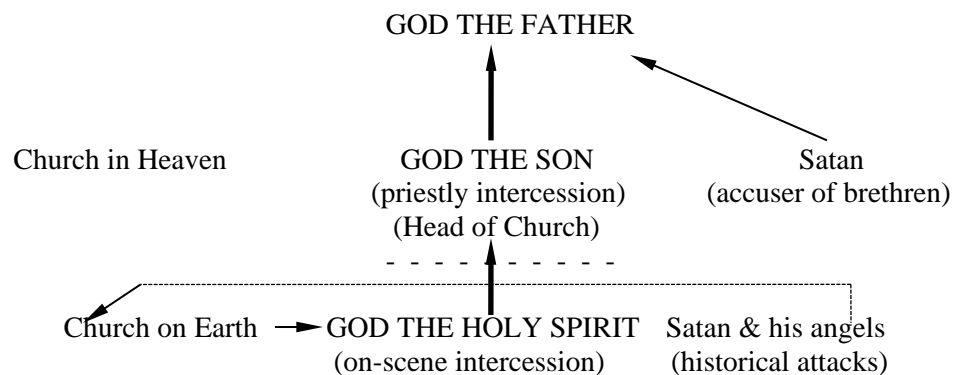 GOD THE FATHER
Church in Heaven GOD THE SON Satan
(priestly intercession) (accuser of brethren)
(Head of Church)
Church on Earth GOD THE HOLY SPIRIT Satan & his angels
(on-scene intercession) (historical attacks)